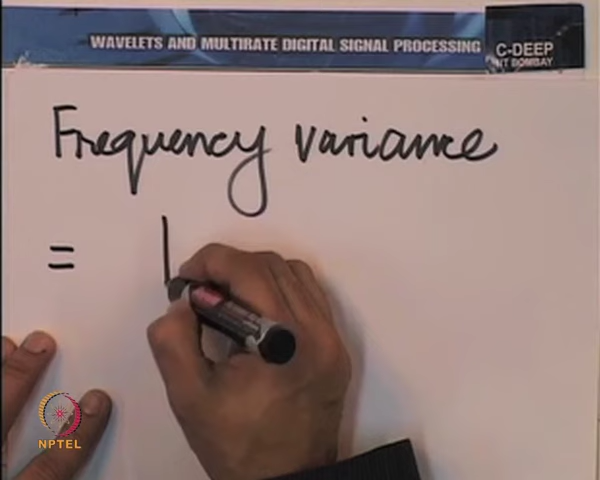 WAVELETS AND MULTIRATE DIGITAL SIGNAL PROCESSING
C-DEEP
IIT BOMBAY
Frequency variance
=
NPTEL